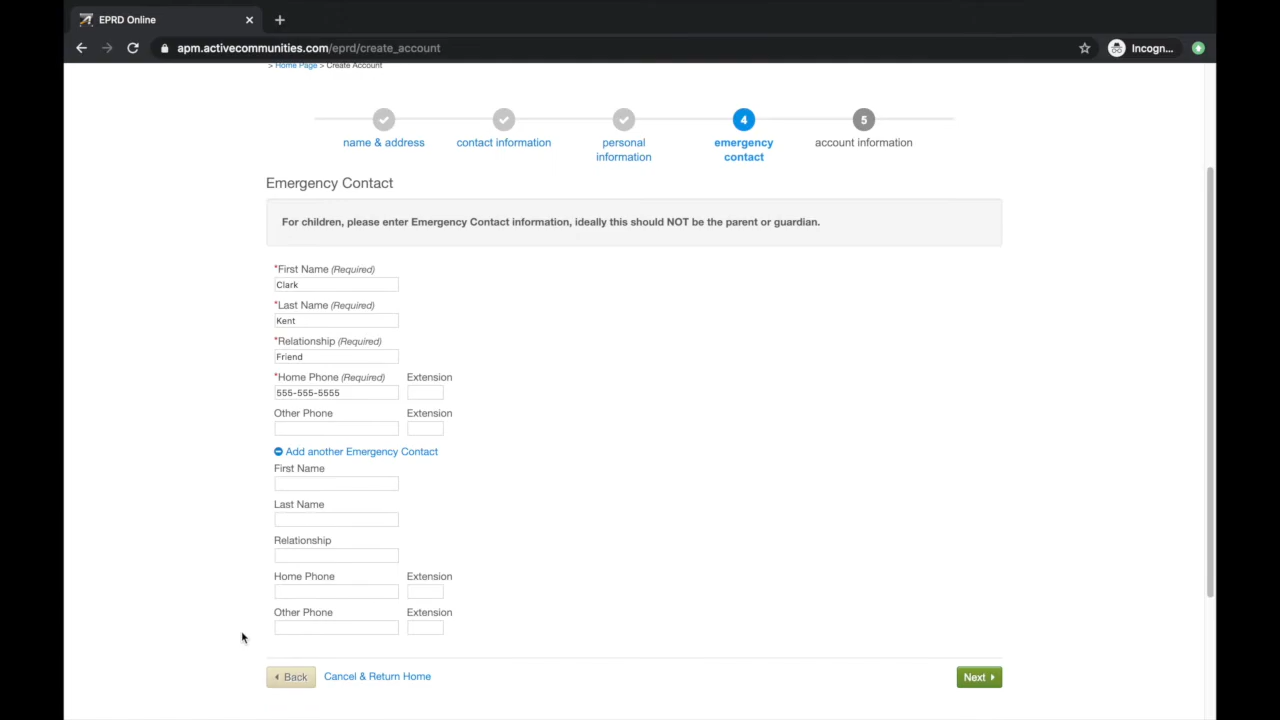 EPRD Online
apm.activecommunities.com/eprd/create_account
Incogn...
> Home Page > Create Account
4
5
name & address
contact information
personal
information
emergency
contact
account information
Emergency Contact
For children, please enter Emergency Contact information, ideally this should NOT be the parent or guardian.
*First Name (Required)
Clark
*Last Name (Required)
Kent
*Relationship (Required)
Friend
*Home Phone (Required) Extension
555-555-5555
Other Phone Extension
Add another Emergency Contact
First Name
Last Name
Relationship
Home Phone Extension
Other Phone Extension
Back Cancel & Return Home Next